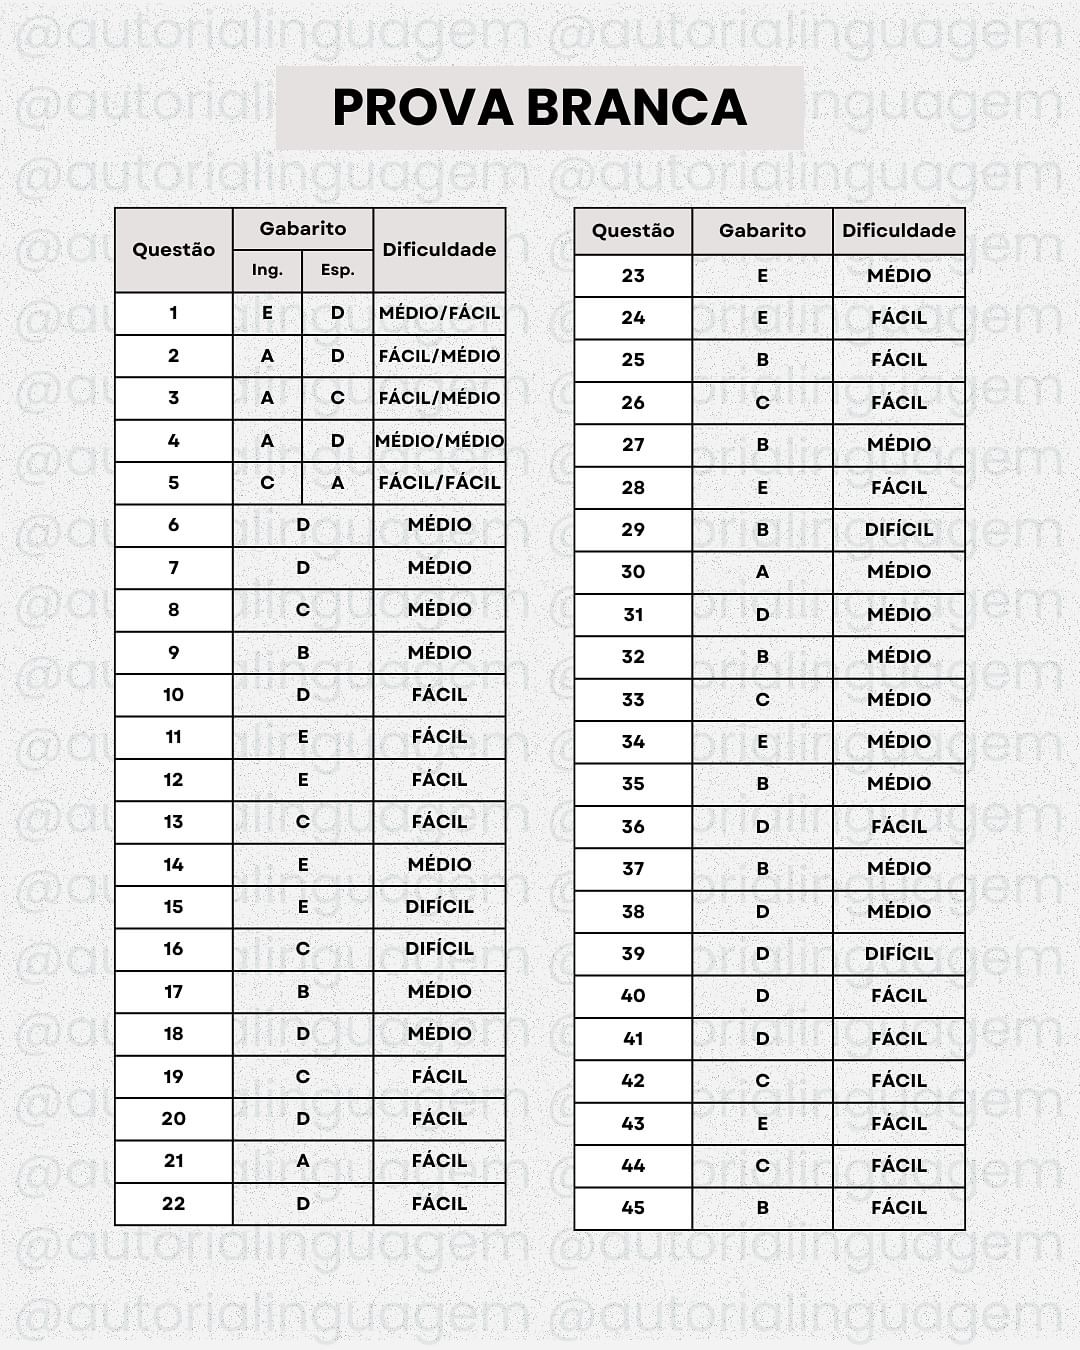 @autorialinguagem @autorialinguagem
PROVA BRANCA
Questão Gabarito Dificuldade
Ing. Esp.
1 E D MÉDIO/FÁCIL
2 A D FÁCIL/MÉDIO
3 A C FÁCIL/MÉDIO
4 A D MÉDIO/MÉDIO
5 C A FÁCIL/FÁCIL
6 D MÉDIO
7 D MÉDIO
8 C MÉDIO
9 B MÉDIO
10 D FÁCIL
11 E FÁCIL
12 E FÁCIL
13 C FÁCIL
14 E MÉDIO
15 E DIFÍCIL
16 C DIFÍCIL
17 B MÉDIO
18 D MÉDIO
19 C FÁCIL
20 D FÁCIL
21 A FÁCIL
22 D FÁCIL
Questão Gabarito Dificuldade
23 E MÉDIO
24 E FÁCIL
25 B FÁCIL
26 C FÁCIL
27 B MÉDIO
28 E FÁCIL
29 B DIFÍCIL
30 A MÉDIO
31 D MÉDIO
32 B MÉDIO
33 C MÉDIO
34 E MÉDIO
35 B MÉDIO
36 D FÁCIL
37 B MÉDIO
38 D MÉDIO
39 D DIFÍCIL
40 D FÁCIL
41 D FÁCIL
42 C FÁCIL
43 E FÁCIL
44 C FÁCIL
45 B FÁCIL
@autorialinguagem @autorialinguagem
@autorialinguagem @autorialinguagem